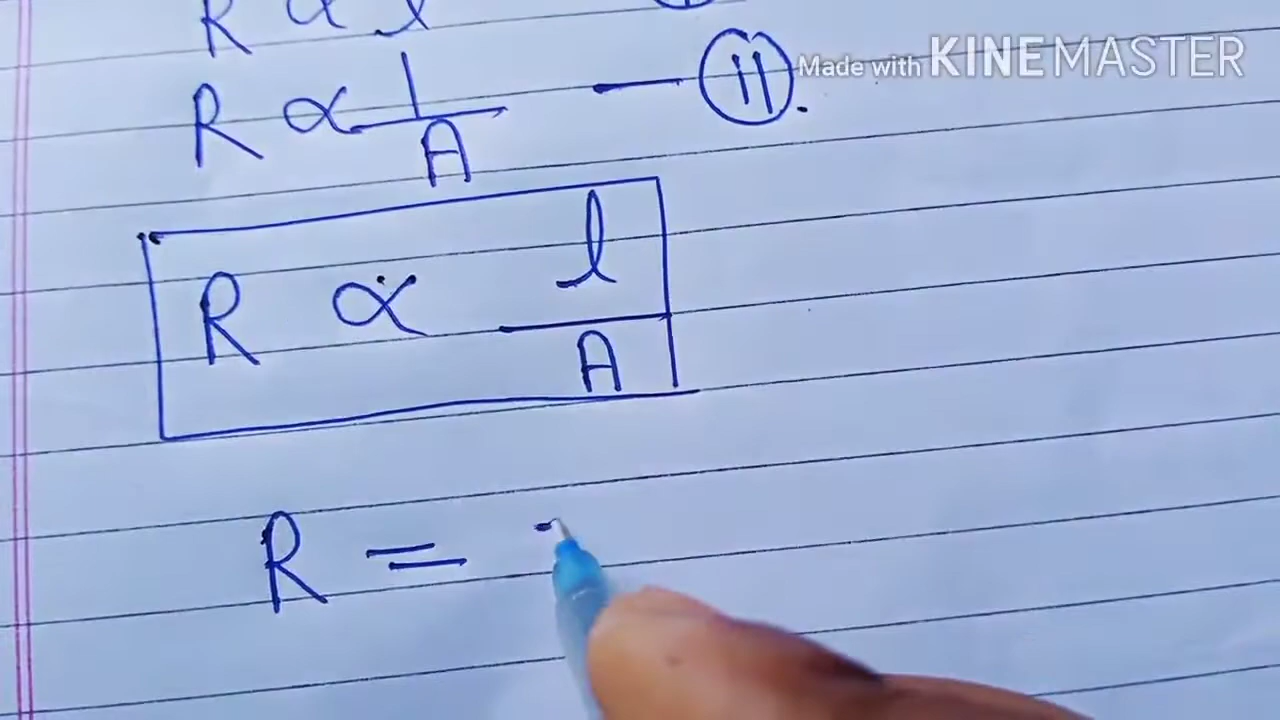 R ∝ l
Made with KINEMASTER
R ∝ 1/A — II.
R ∝ l/A
R =